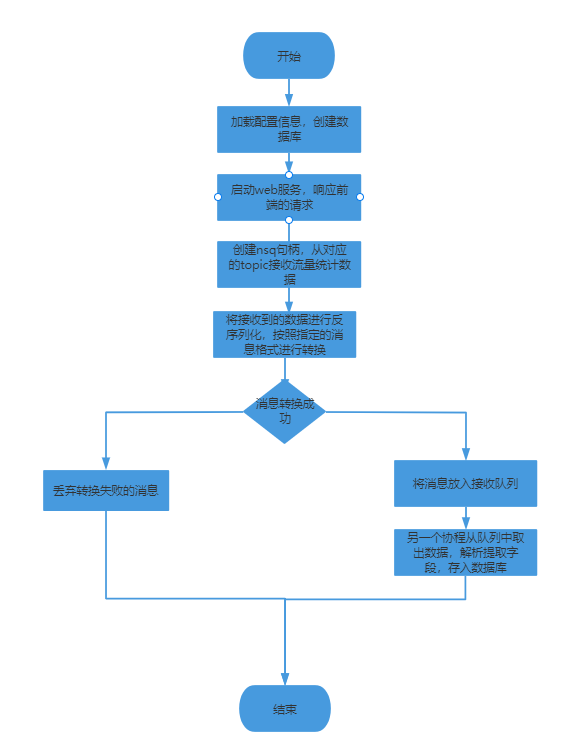 开始
加载配置信息，创建数
据库
启动web服务，响应前
端的请求
创建nsq句柄，从对应
的topic接收流量统计数
据
将接收到的数据进行反
序列化，按照指定的消
息格式进行转换
消息转换成
功
丢弃转换失败的消息
将消息放入接收队列
另一个协程从队列中取
出数据，解析提取字
段，存入数据库
结束